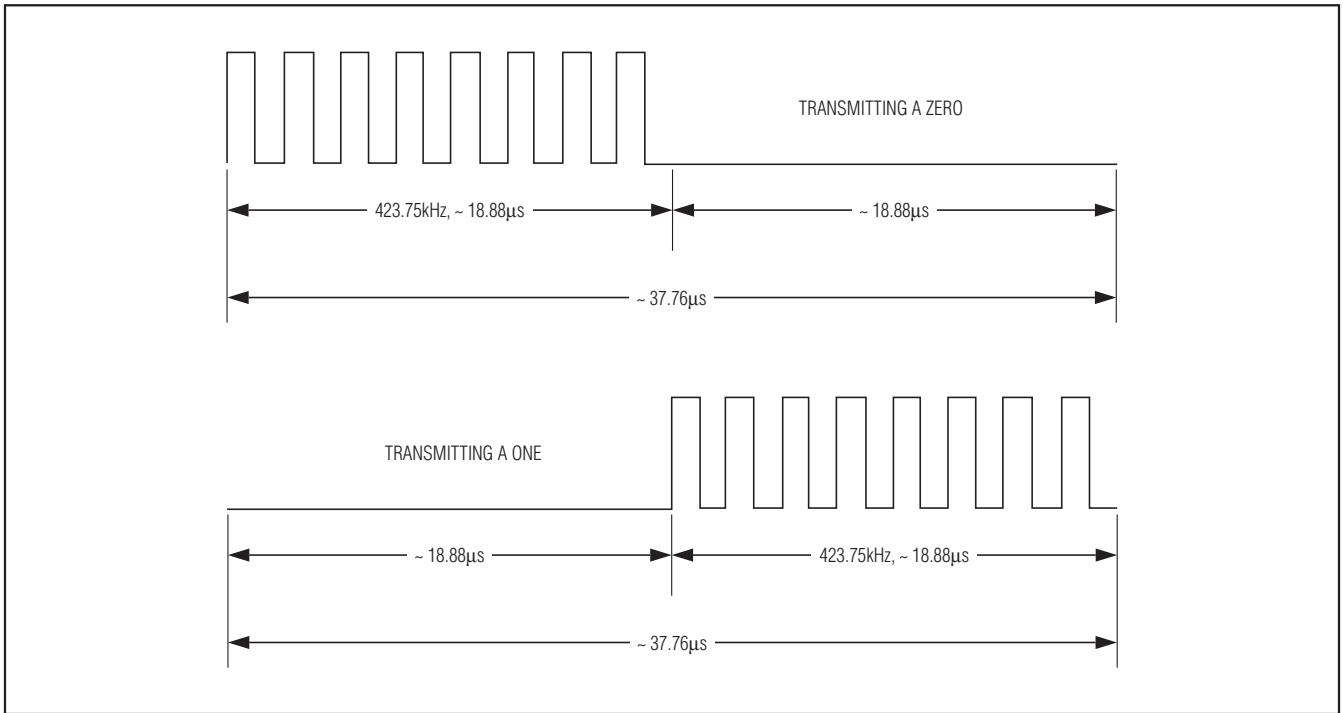 TRANSMITTING A ZERO
423.75kHz, ~ 18.88μs
~ 18.88μs
~ 37.76μs
TRANSMITTING A ONE
~ 18.88μs
423.75kHz, ~ 18.88μs
~ 37.76μs